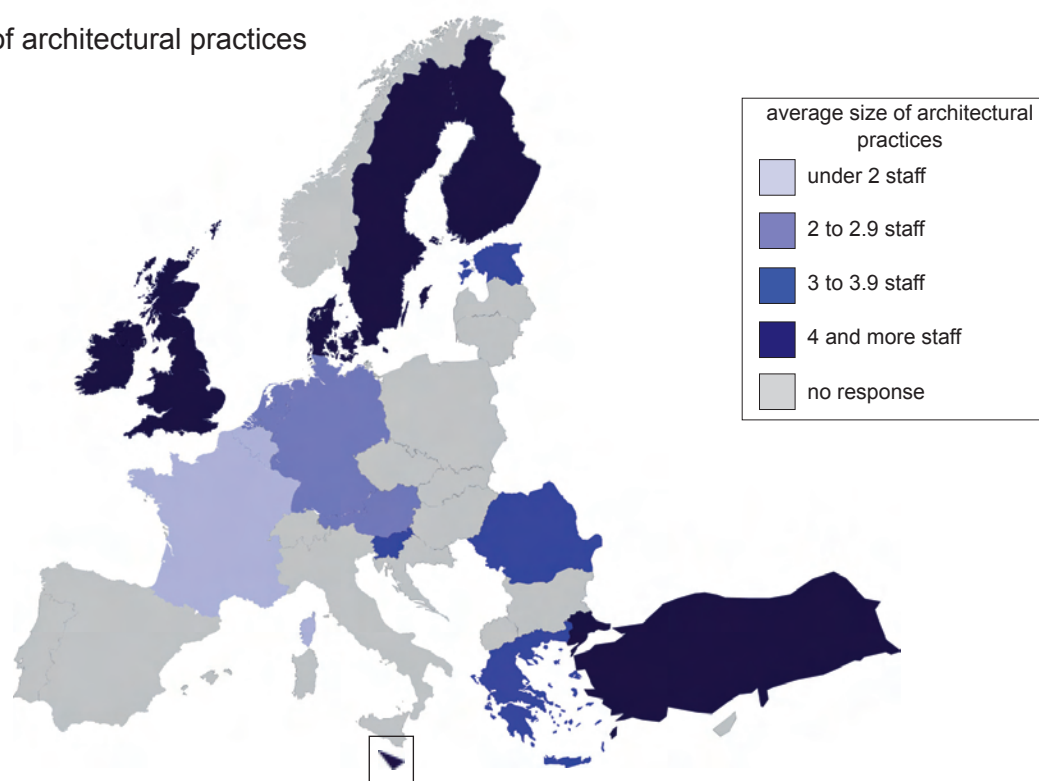 of architectural practices
average size of architectural
practices
under 2 staff
2 to 2.9 staff
3 to 3.9 staff
4 and more staff
no response